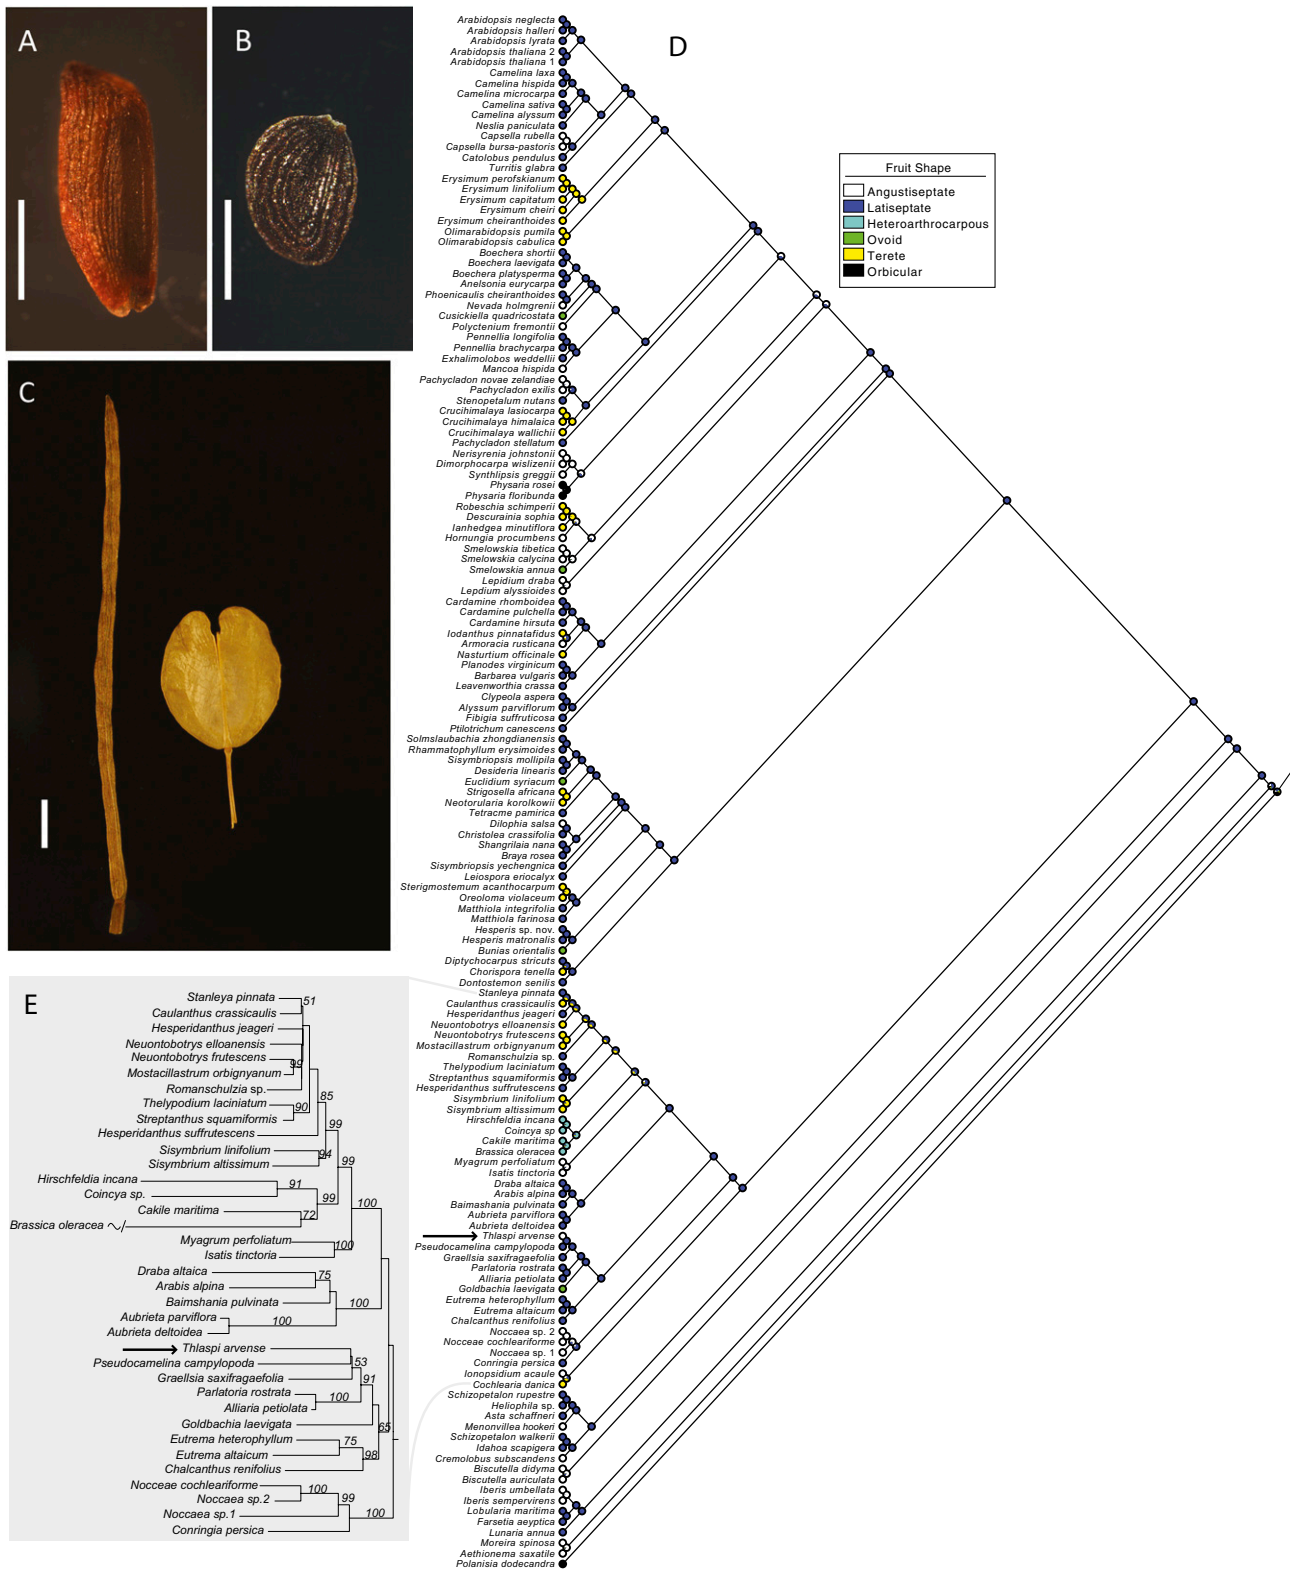 A
B
C
D
Arabidopsis neglecta
Arabidopsis halleri
Arabidopsis lyrata
Arabidopsis thaliana 2
Arabidopsis thaliana 1
Camelina laxa
Camelina hispida
Camelina microcarpa
Camelina sativa
Camelina alyssum
Neslia paniculata
Capsella rubella
Capsella bursa-pastoris
Catolobus pendulus
Turritis glabra
Erysimum perofskianum
Erysimum linifolium
Erysimum capitatum
Erysimum cheiri
Erysimum cheiranthoides
Olimarabidopsis pumila
Olimarabidopsis cabulica
Boechera shortii
Boechera laevigata
Boechera platysperma
Anelsonia eurycarpa
Phoenicaulis cheiranthoides
Nevada holmgrenii
Cusickiella quadricostata
Polyctenium fremontii
Pennellia longifolia
Pennellia brachycarpa
Exhalimolobos weddellii
Mancoa hispida
Pachycladon novae zelandiae
Pachycladon exilis
Stenopetalum nutans
Crucihimalaya lasiocarpa
Crucihimalaya himalaica
Crucihimalaya wallichii
Pachycladon stellatum
Nerisyrenia johnstonii
Dimorphocarpa wislizenii
Synthlipsis greggii
Physaria rosei
Physaria floribunda
Robeschia schimperii
Descurainia sophia
Ianhedgea minutiflora
Hornungia procumbens
Smelowskia tibetica
Smelowskia calycina
Smelowskia annua
Lepidium draba
Lepdium alyssioides
Cardamine rhomboidea
Cardamine pulchella
Cardamine hirsuta
Iodanthus pinnatafidus
Armoracia rusticana
Nasturtium officinale
Planodes virginicum
Barbarea vulgaris
Leavenworthia crassa
Clypeola aspera
Alyssum parviflorum
Fibigia suffruticosa
Ptilotrichum canescens
Solmslaubachia zhongdianensis
Rhammatophyllum erysimoides
Sisymbriopsis mollipila
Desideria linearis
Euclidium syriacum
Strigosella africana
Neotorularia korolkowii
Tetracme pamirica
Dilophia salsa
Christolea crassifolia
Shangrilaia nana
Braya rosea
Sisymbriopsis yechengnica
Leiospora eriocalyx
Sterigmostemum acanthocarpum
Oreoloma violaceum
Matthiola integrifolia
Matthiola farinosa
Hesperis sp. nov.
Hesperis matronalis
Bunias orientalis
Diptychocarpus stricuts
Chorispora tenella
Dontostemon senilis
Stanleya pinnata
Caulanthus crassicaulis
Hesperidanthus jeageri
Neuontobotrys elloanensis
Neuontobotrys frutescens
Mostacillastrum orbignyanum
Romanschulzia sp.
Thelypodium laciniatum
Streptanthus squamiformis
Hesperidanthus suffrutescens
Sisymbrium linifolium
Sisymbrium altissimum
Hirschfeldia incana
Coincya sp
Cakile maritima
Brassica oleracea
Myagrum perfoliatum
Isatis tinctoria
Draba altaica
Arabis alpina
Baimashania pulvinata
Aubrieta parviflora
Aubrieta deltoidea
Thlaspi arvense
Pseudocamelina campylopoda
Graellsia saxifragaefolia
Parlatoria rostrata
Alliaria petiolata
Goldbachia laevigata
Eutrema heterophyllum
Eutrema altaicum
Chalcanthus renifolius
Noccaea sp. 2
Nocceae cochleariforme
Noccaea sp. 1
Conringia persica
Ionopsidium acaule
Cochlearia danica
Schizopetalon rupestre
Heliophila sp.
Asta schaffneri
Menonvillea hookeri
Schizopetalon walkerii
Idahoa scapigera
Cremolobus subscandens
Biscutella didyma
Biscutella auriculata
Iberis umbellata
Iberis sempervirens
Lobularia maritima
Farsetia aeyptica
Lunaria annua
Moreira spinosa
Aethionema saxatile
Polanisia dodecandra
Fruit Shape
Angustiseptate
Latiseptate
Heteroarthrocarpous
Ovoid
Terete
Orbicular
E
Stanleya pinnata 51
Caulanthus crassicaulis
Hesperidanthus jeageri
Neuontobotrys elloanensis
Neuontobotrys frutescens 99
Mostacillastrum orbignyanum
Romanschulzia sp. 85
Thelypodium laciniatum 90
Streptanthus squamiformis 99
Hesperidanthus suffrutescens
Sisymbrium linifolium 94
Sisymbrium altissimum 99
Hirschfeldia incana 91
Coincya sp. 99 100
Cakile maritima 72
Brassica oleracea
Myagrum perfoliatum 100
Isatis tinctoria
Draba altaica 75
Arabis alpina
Baimshania pulvinata 100
Aubrieta parviflora 100
Aubrieta deltoidea
Thlaspi arvense
Pseudocamelina campylopoda 53
Graellsia saxifragaefolia 91
Parlatoria rostrata 100
Alliaria petiolata
Goldbachia laevigata 65
Eutrema heterophyllum 75
Eutrema altaicum 98
Chalcanthus renifolius
Nocceae cochleariforme 100
Noccaea sp.2 99
Noccaea sp.1 100
Conringia persica